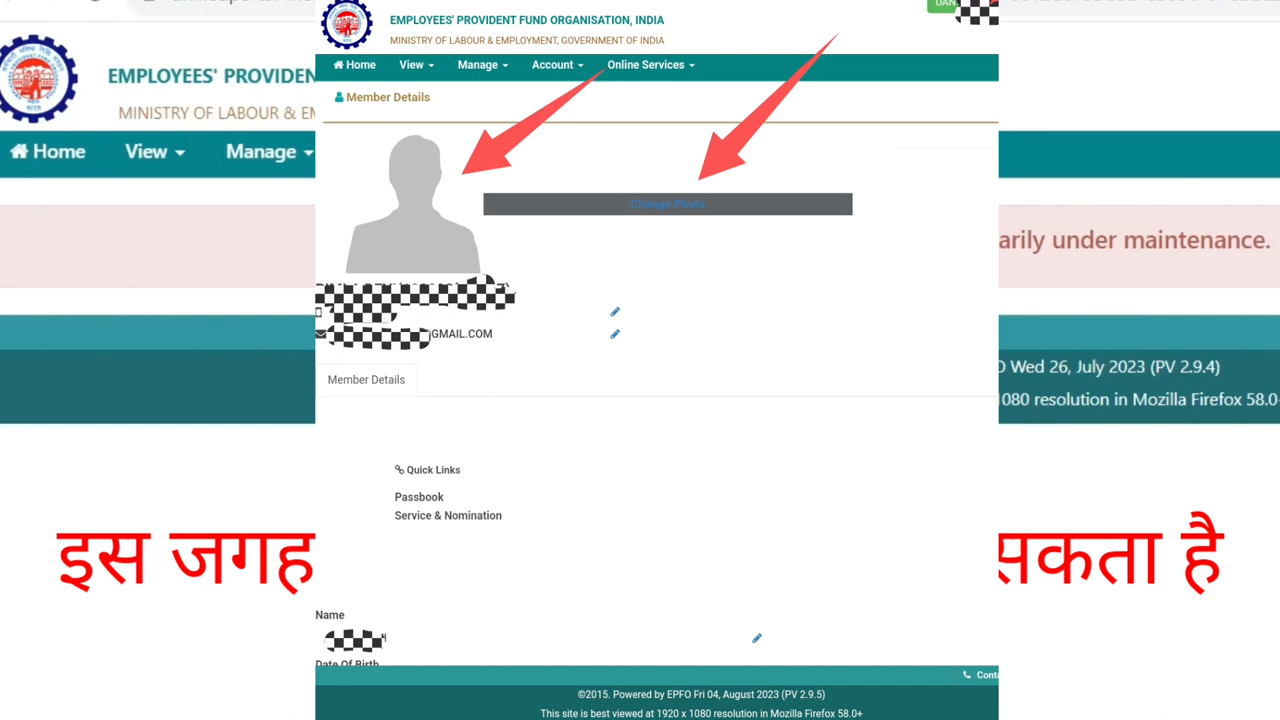 EMPLOYEES' PROVIDENT FUND ORGANISATION, INDIA
MINISTRY OF LABOUR & EMPLOYMENT, GOVERNMENT OF INDIA
UAN
Home View Manage Account Online Services
Member Details
Change Photo
GMAIL.COM
Member Details
Quick Links
Passbook
Service & Nomination
Name
Date Of Birth
©2015. Powered by EPFO Fri 04, August 2023 (PV 2.9.5)
This site is best viewed at 1920 x 1080 resolution in Mozilla Firefox 58.0+
EMPLOYEES'
MINISTRY OF LABOUR &
Home View Manage
under maintenance.
Wed 26, July 2023 (PV 2.9.4)
1080 resolution in Mozilla Firefox 58.0+
इस जगह
सकता है